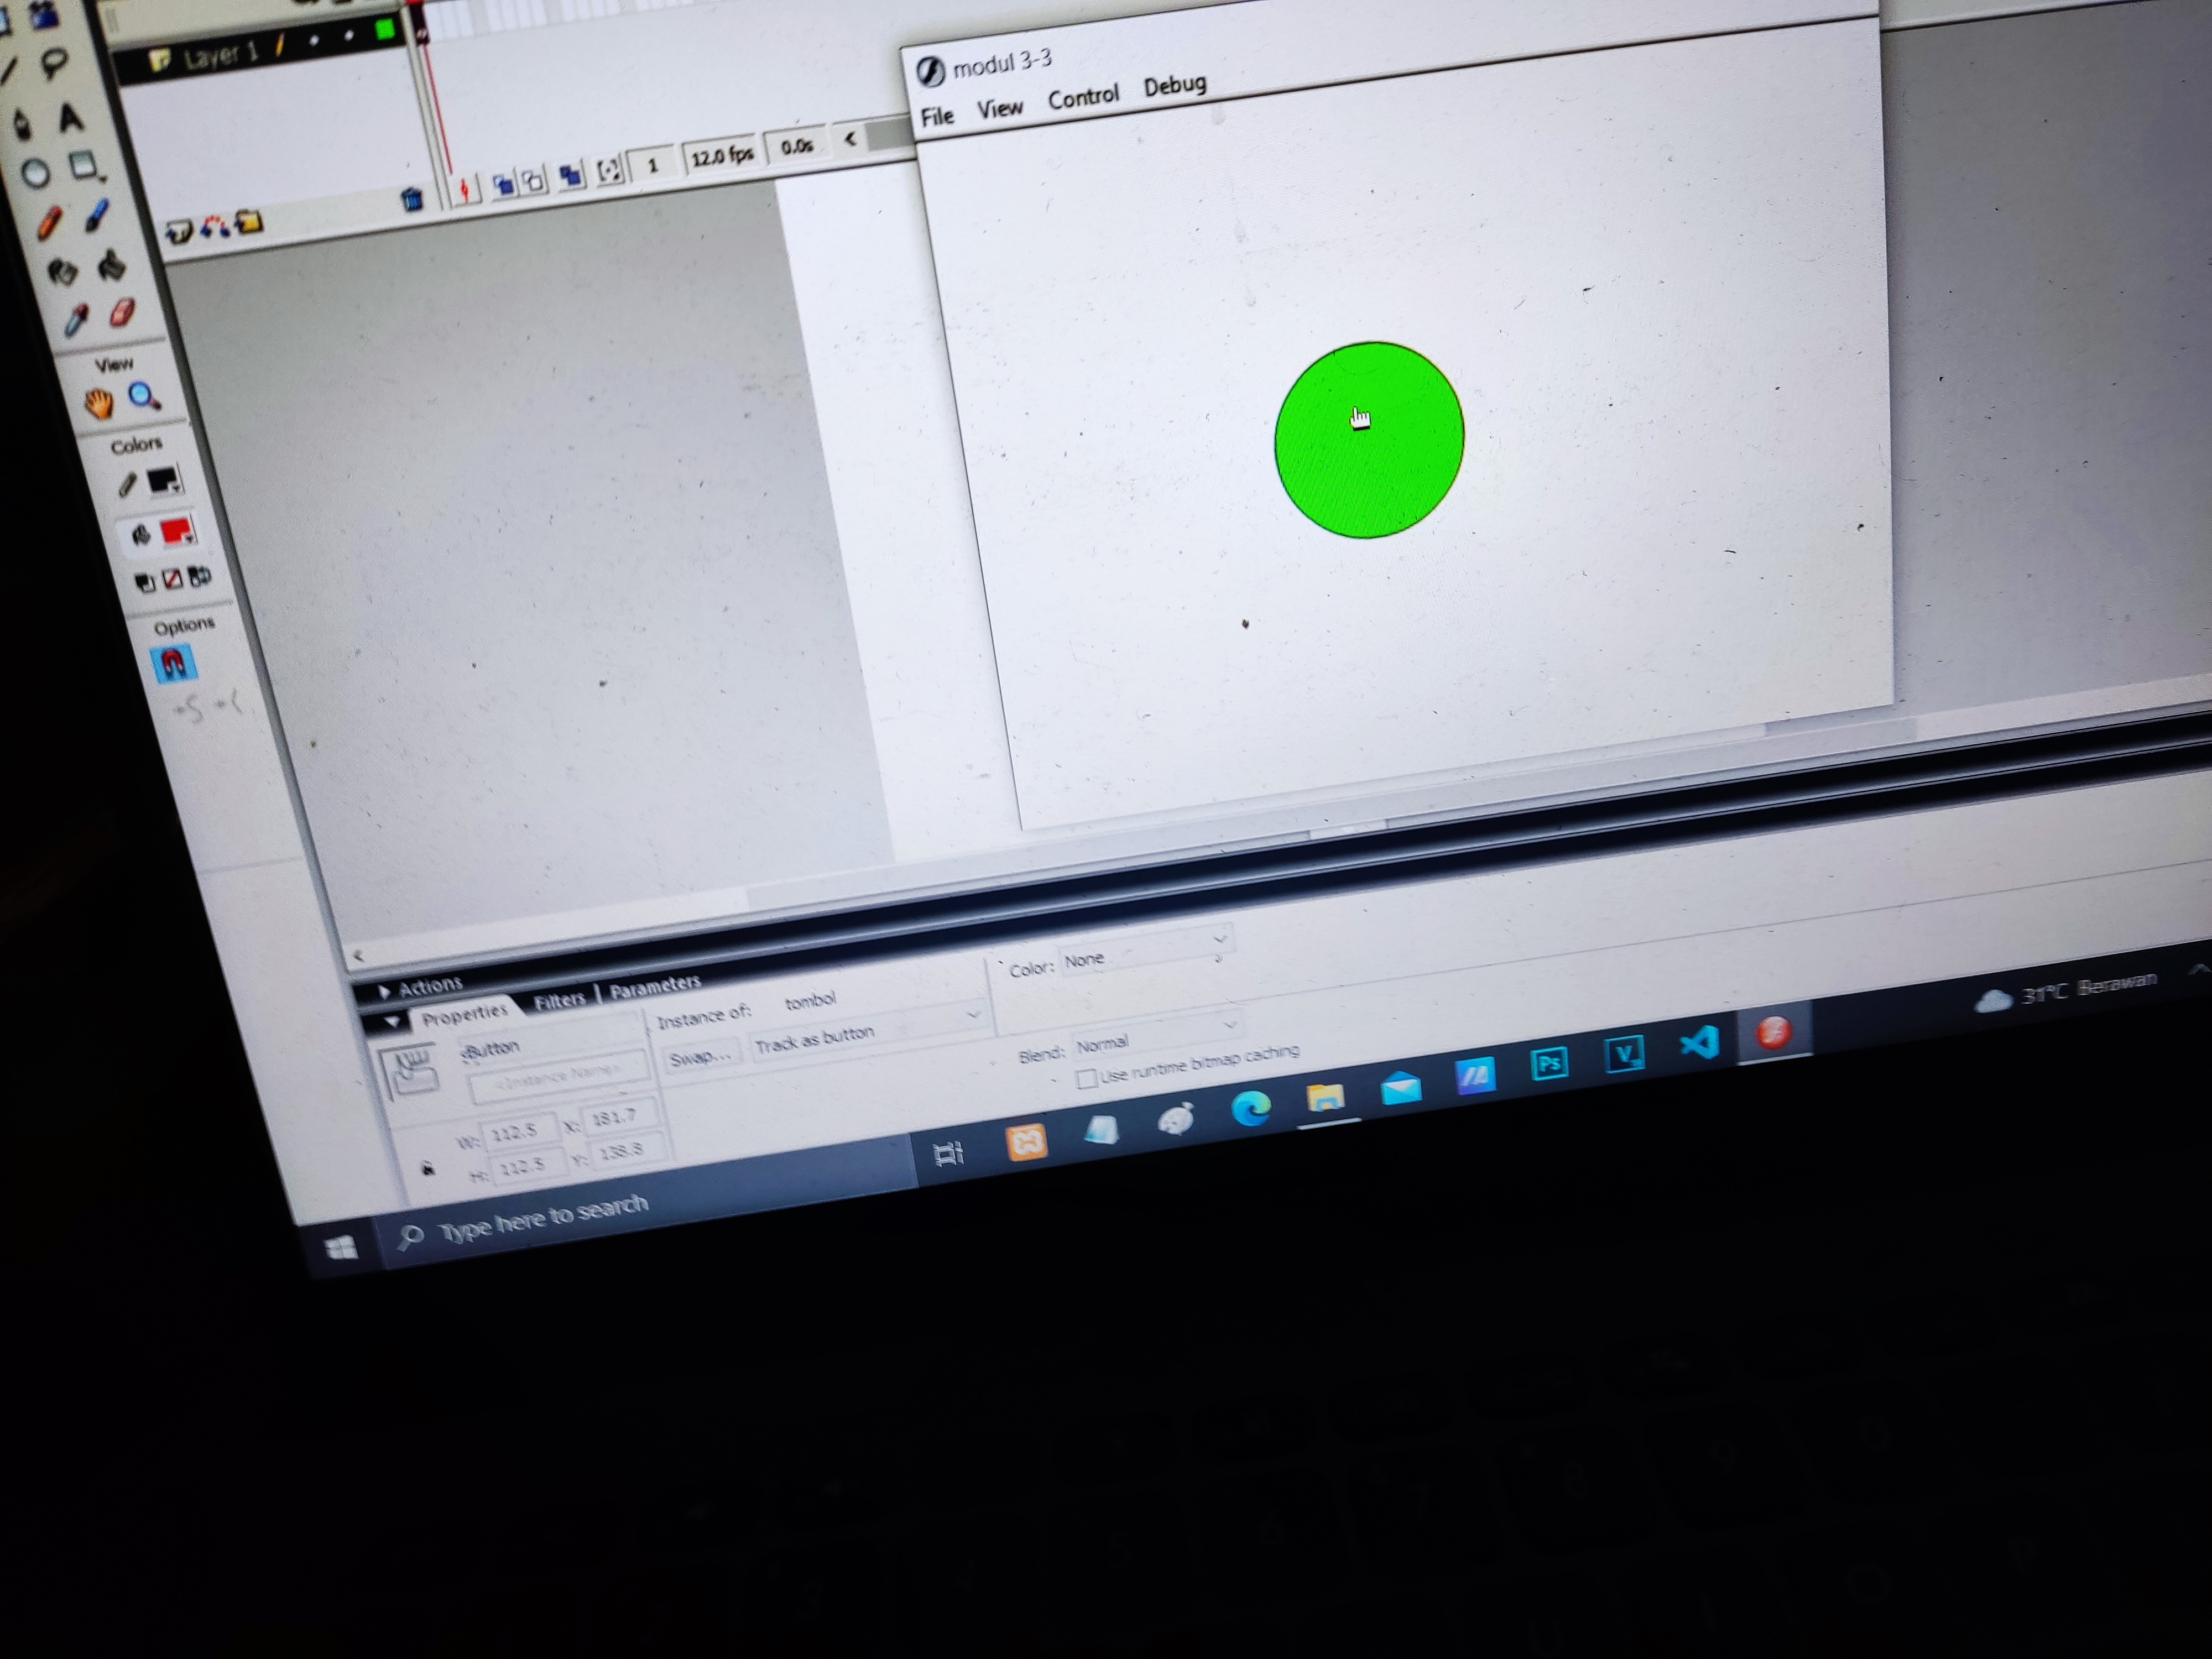 Layer 1
modul 3-3
File View Control Debug
1 12.0 fps 0.0s
A
View
Colors
Options
Actions
Properties Filters | Parameters
Button
<Instance Name>
Instance of: tombol
Swap... Track as button
Color: None
Blend: Normal
Use runtime bitmap caching
W: 112.5 X: 181.7
H: 112.5 Y: 138.8
Type here to search
Ps
31°C Berawan